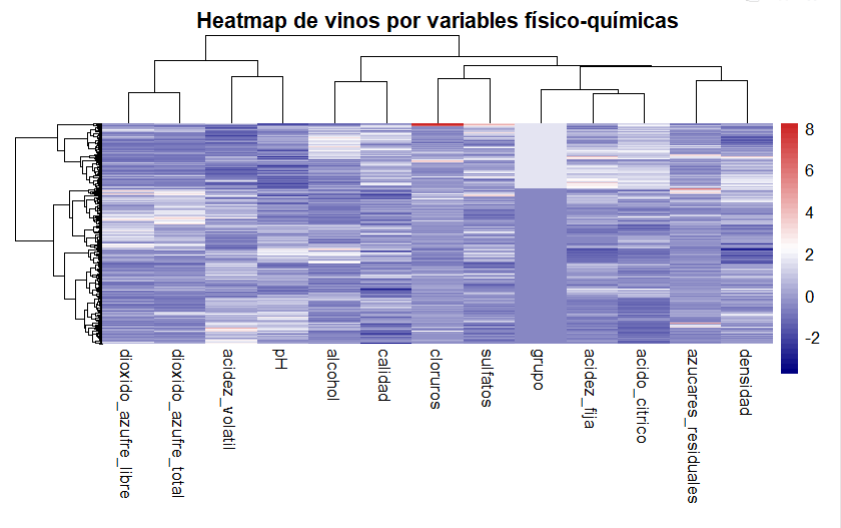 Heatmap de vinos por variables físico-químicas
8
6
4
2
0
-2
dioxido_azufre_libre
dioxido_azufre_total
acidez_volatil
pH
alcohol
calidad
cloruros
sulfatos
grupo
acidez_fija
acido_citrico
azucares_residuales
densidad